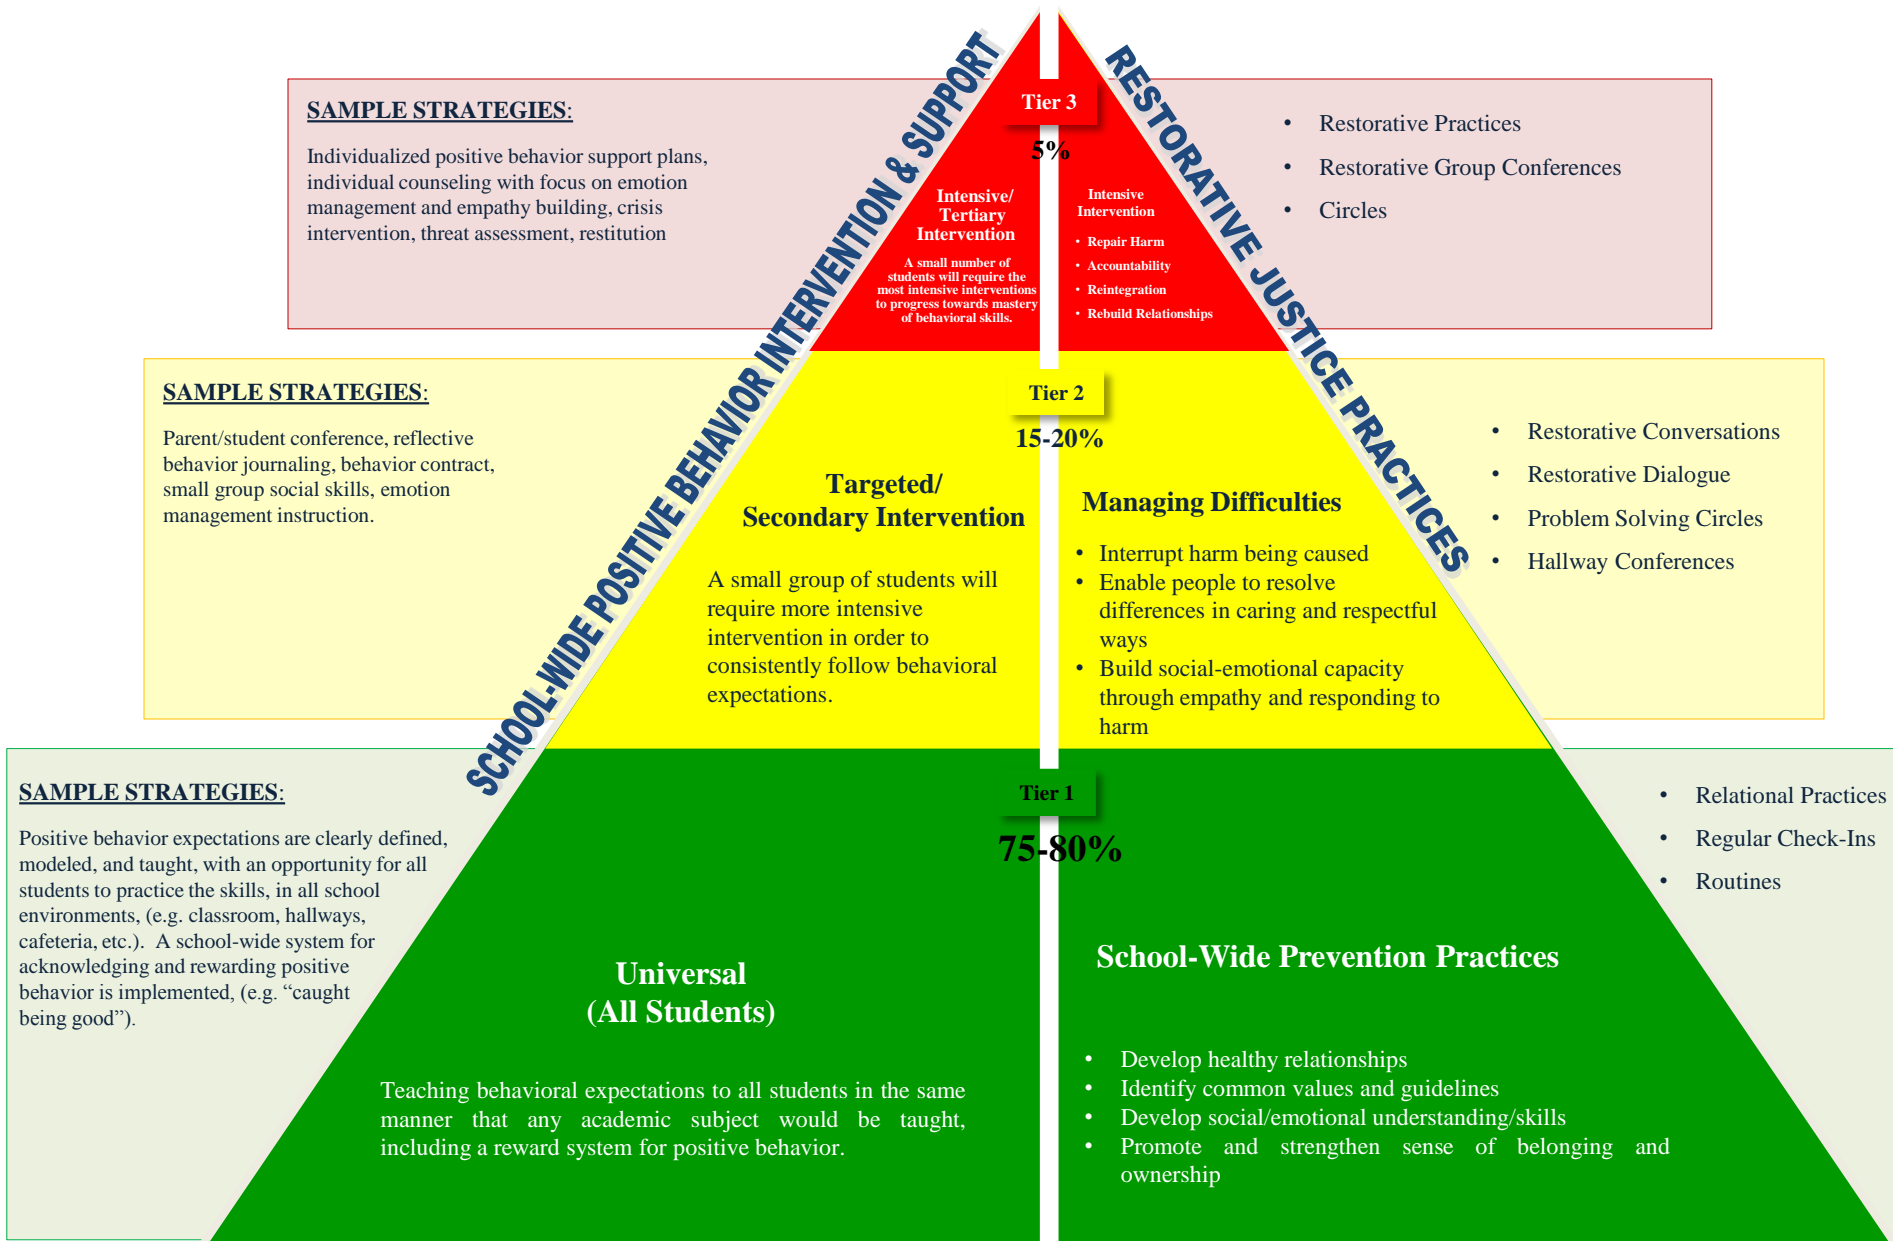 SCHOOL-WIDE POSITIVE BEHAVIOR INTERVENTION & SUPPORT
RESTORATIVE JUSTICE PRACTICES
SAMPLE STRATEGIES:
Individualized positive behavior support plans,
individual counseling with focus on emotion
management and empathy building, crisis
intervention, threat assessment, restitution
Tier 3
5%
Intensive/
Tertiary
Intervention
A small number of
students will require the
most intensive interventions
to progress towards mastery
of behavioral skills.
Intensive
Intervention
• Repair Harm
• Accountability
• Reintegration
• Rebuild Relationships
• Restorative Practices
• Restorative Group Conferences
• Circles
SAMPLE STRATEGIES:
Parent/student conference, reflective
behavior journaling, behavior contract,
small group social skills, emotion
management instruction.
Tier 2
15-20%
Targeted/
Secondary Intervention
A small group of students will
require more intensive
intervention in order to
consistently follow behavioral
expectations.
Managing Difficulties
• Interrupt harm being caused
• Enable people to resolve
differences in caring and respectful
ways
• Build social-emotional capacity
through empathy and responding to
harm
• Restorative Conversations
• Restorative Dialogue
• Problem Solving Circles
• Hallway Conferences
SAMPLE STRATEGIES:
Positive behavior expectations are clearly defined,
modeled, and taught, with an opportunity for all
students to practice the skills, in all school
environments, (e.g. classroom, hallways,
cafeteria, etc.). A school-wide system for
acknowledging and rewarding positive
behavior is implemented, (e.g. “caught
being good”).
Tier 1
75-80%
Universal
(All Students)
Teaching behavioral expectations to all students in the same
manner that any academic subject would be taught,
including a reward system for positive behavior.
School-Wide Prevention Practices
• Develop healthy relationships
• Identify common values and guidelines
• Develop social/emotional understanding/skills
• Promote and strengthen sense of belonging and
ownership
• Relational Practices
• Regular Check-Ins
• Routines